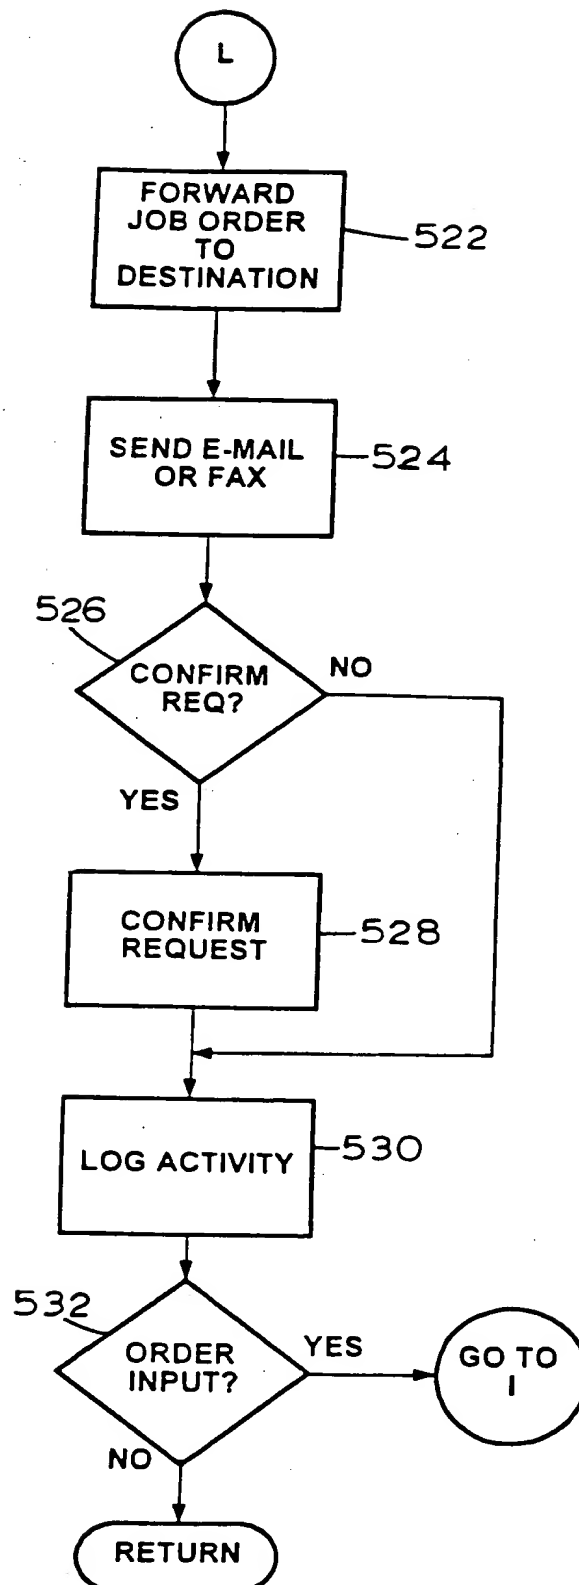 L
FORWARD
JOB ORDER
TO
DESTINATION
522
SEND E-MAIL
OR FAX
524
526
CONFIRM
REQ?
NO
YES
CONFIRM
REQUEST
528
LOG ACTIVITY
530
532
ORDER
INPUT?
YES
GO TO
I
NO
RETURN